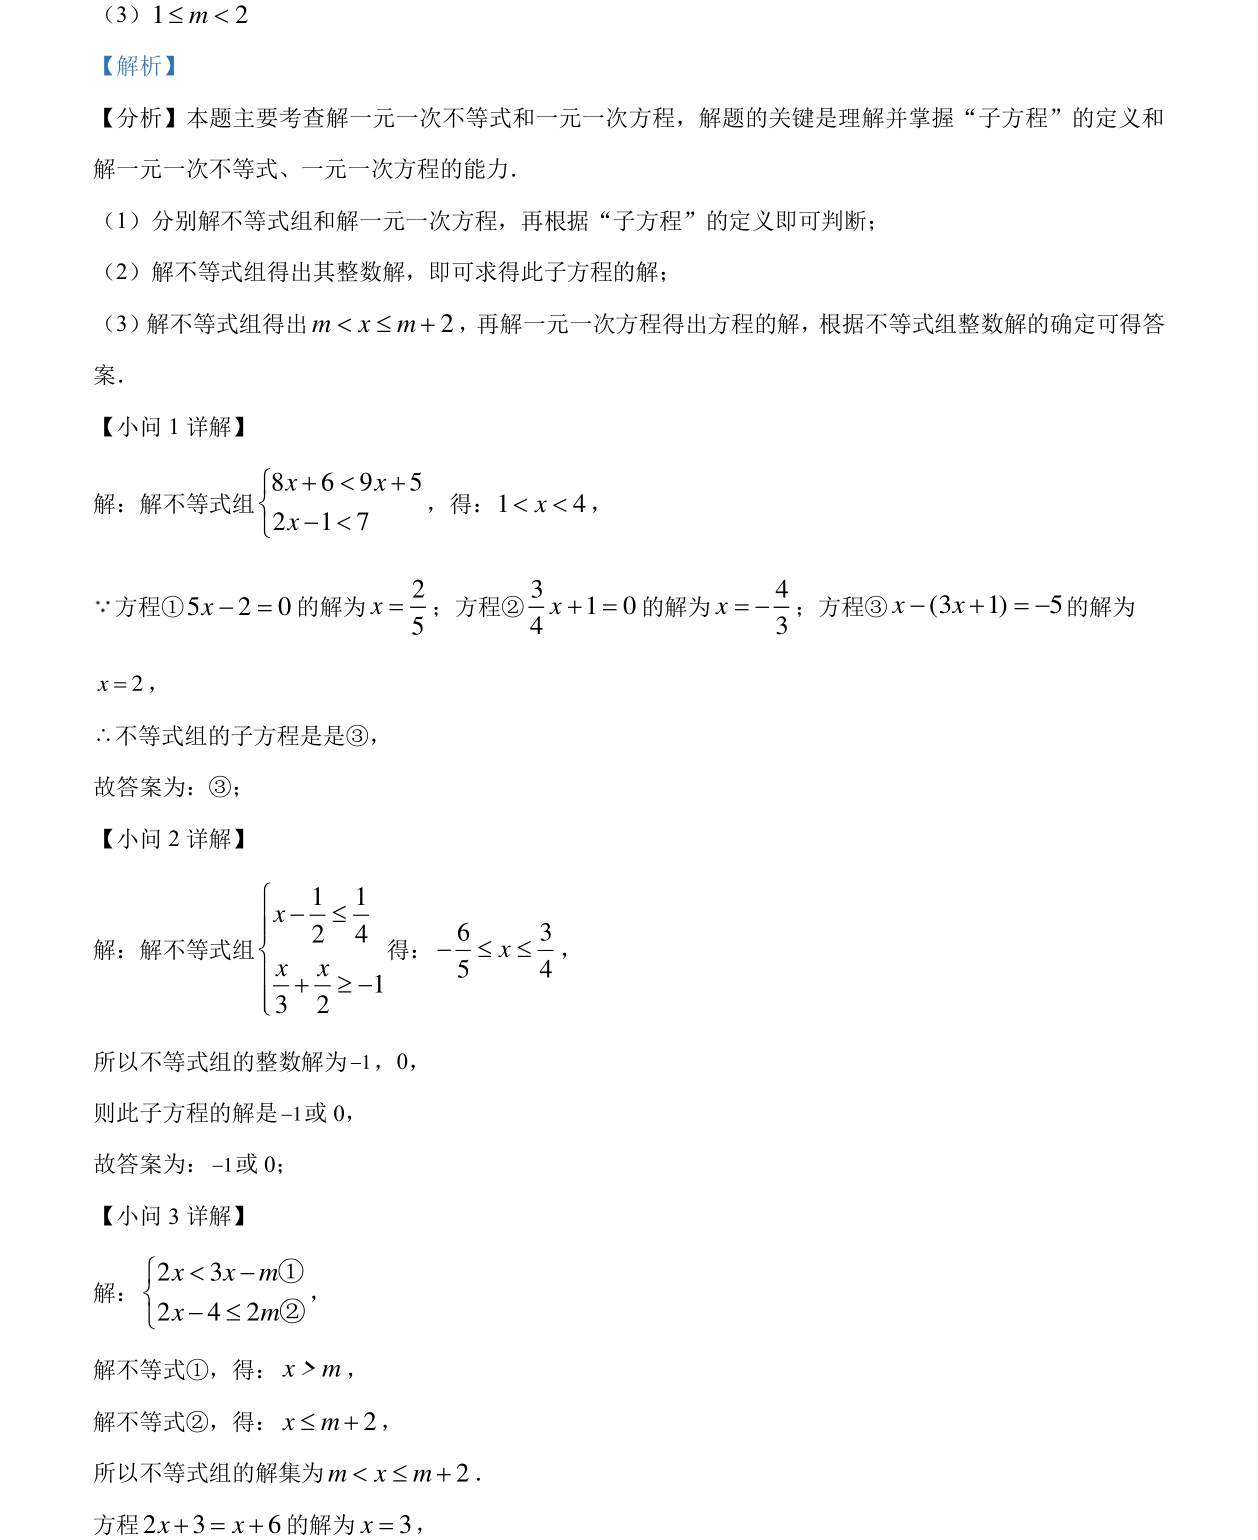 （3）1≤m<2
【解析】
【分析】本题主要考查解一元一次不等式和一元一次方程，解题的关键是理解并掌握“子方程”的定义和
解一元一次不等式、一元一次方程的能力．
（1）分别解不等式组和解一元一次方程，再根据“子方程”的定义即可判断；
（2）解不等式组得出其整数解，即可求得此子方程的解；
（3）解不等式组得出m<x≤m+2，再解一元一次方程得出方程的解，根据不等式组整数解的确定可得答
案．
【小问 1 详解】
解：解不等式组{8x+6<9x+5 2x−1<7，得：1<x<4，
∵方程①5x−2=0的解为x=2/5；方程②3/4x+1=0的解为x=−4/3；方程③x−(3x+1)=−5的解为
x=2，
∴不等式组的子方程是是③，
故答案为：③；
【小问 2 详解】
解：解不等式组{x−1/2≤1/4 x/3+x/2≥−1得：−6/5≤x≤3/4，
所以不等式组的整数解为−1，0，
则此子方程的解是−1或 0，
故答案为：−1或 0；
【小问 3 详解】
解：{2x<3x−m① 2x−4≤2m②，
解不等式①，得：x>m，
解不等式②，得：x≤m+2，
所以不等式组的解集为m<x≤m+2．
方程2x+3=x+6的解为x=3，